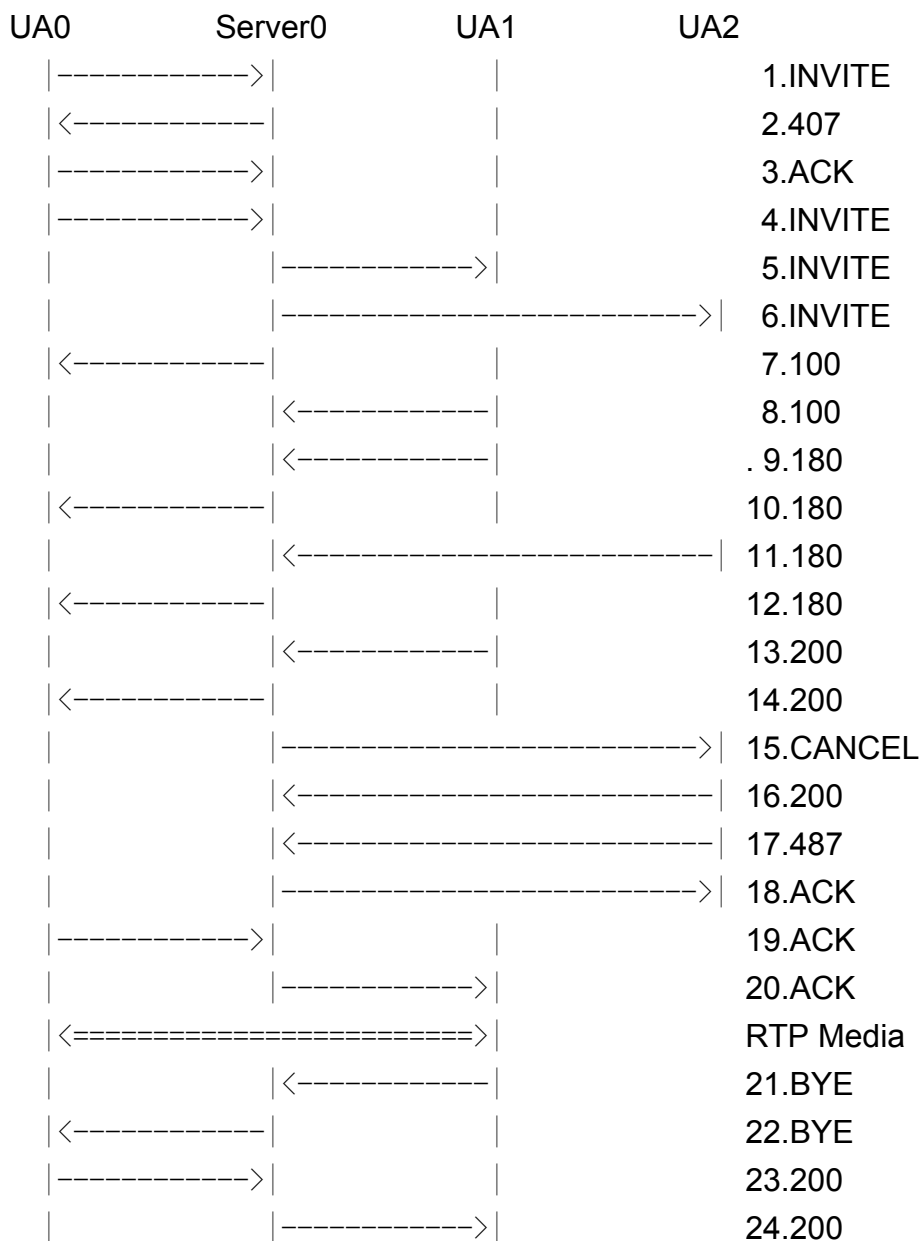 UA0 Server0 UA1 UA2
|------------>| | 1.INVITE
|<------------| | 2.407
|------------>| | 3.ACK
|------------>| | 4.INVITE
| |------------>| 5.INVITE
| |-------------------------->| 6.INVITE
|<------------| | 7.100
| |<------------| 8.100
| |<------------| . 9.180
|<------------| | 10.180
| |<--------------------------| 11.180
|<------------| | 12.180
| |<------------| 13.200
|<------------| | 14.200
| |-------------------------->| 15.CANCEL
| |<--------------------------| 16.200
| |<--------------------------| 17.487
| |-------------------------->| 18.ACK
|------------>| | 19.ACK
| |------------>| 20.ACK
|<=========================>| RTP Media
| |<------------| 21.BYE
|<------------| | 22.BYE
|------------>| | 23.200
| |------------>| 24.200